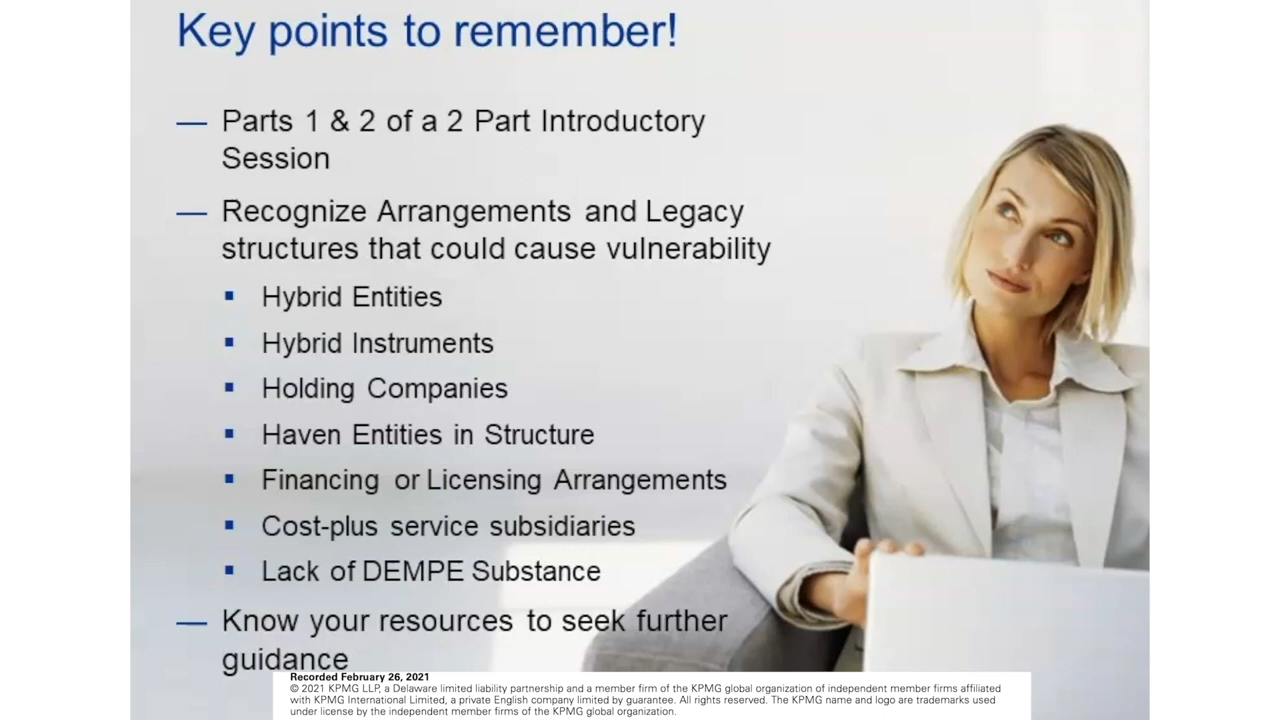 Key points to remember!
— Parts 1 & 2 of a 2 Part Introductory
Session
— Recognize Arrangements and Legacy
structures that could cause vulnerability
▪ Hybrid Entities
▪ Hybrid Instruments
▪ Holding Companies
▪ Haven Entities in Structure
▪ Financing or Licensing Arrangements
▪ Cost-plus service subsidiaries
▪ Lack of DEMPE Substance
— Know your resources to seek further
guidance
Recorded February 26, 2021
© 2021 KPMG LLP, a Delaware limited liability partnership and a member firm of the KPMG global organization of independent member firms affiliated
with KPMG International Limited, a private English company limited by guarantee. All rights reserved. The KPMG name and logo are trademarks used
under license by the independent member firms of the KPMG global organization.